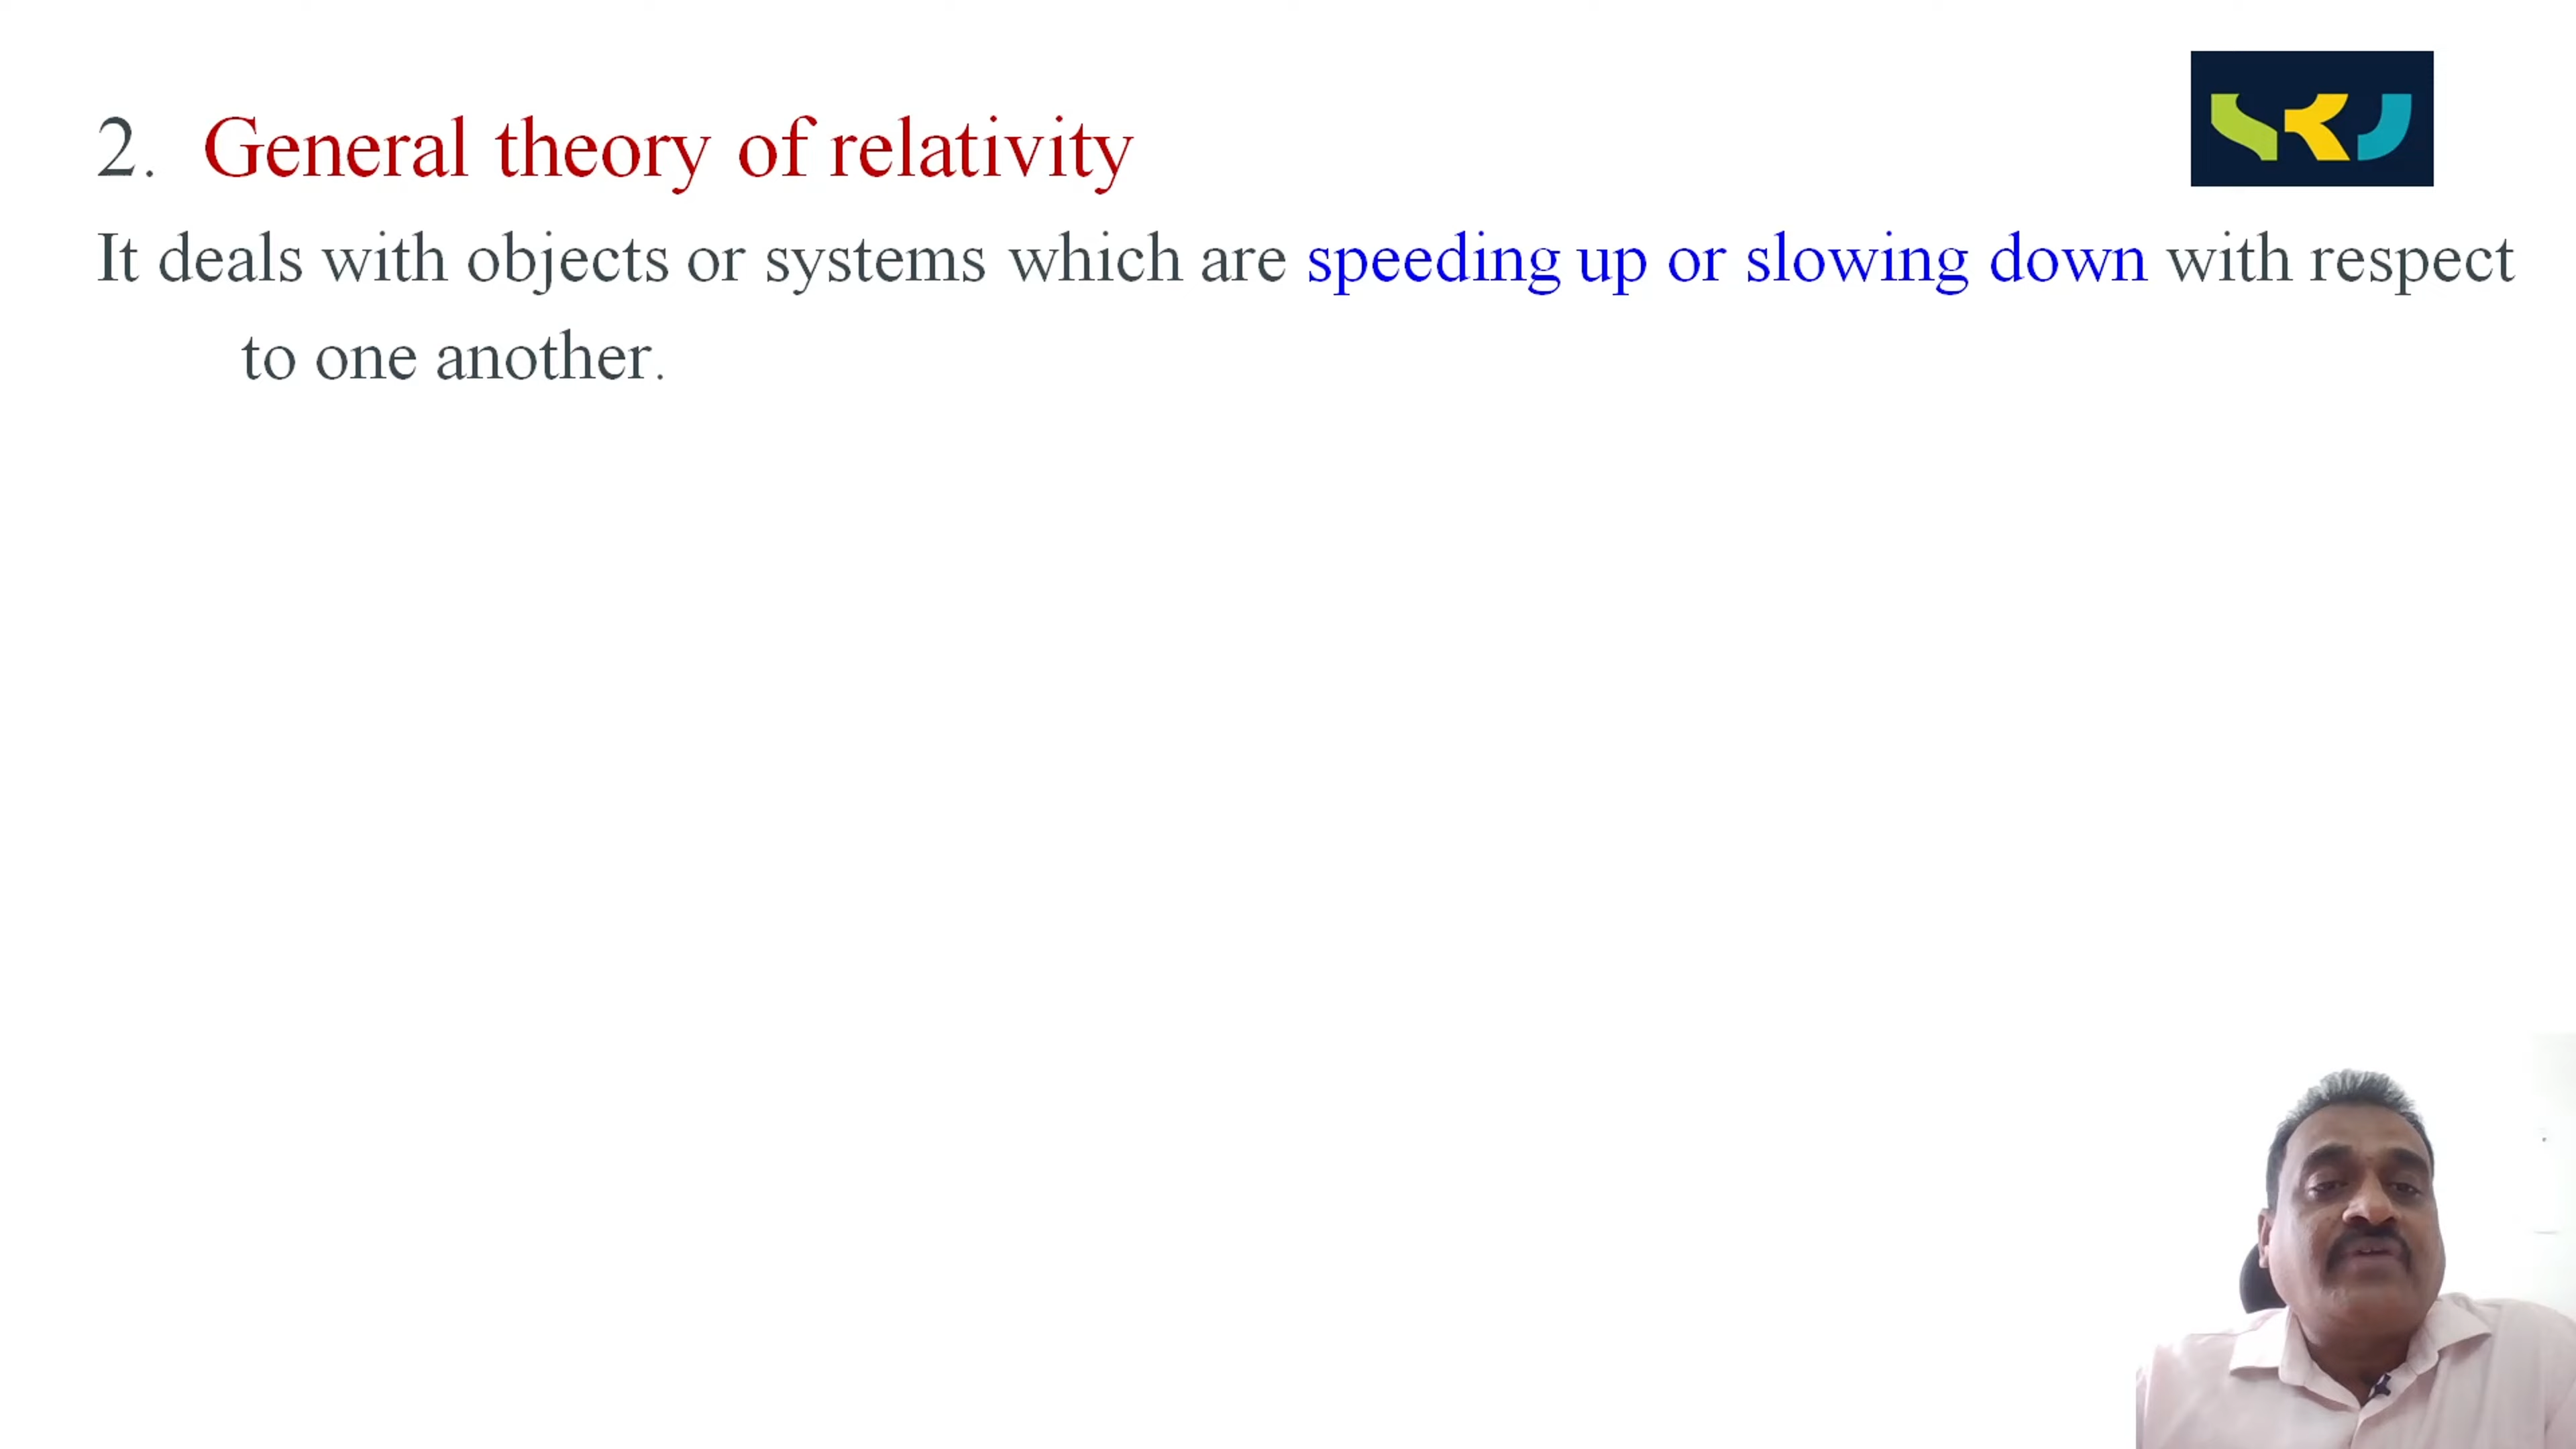 2. General theory of relativity
SKJ
It deals with objects or systems which are speeding up or slowing down with respect
to one another.